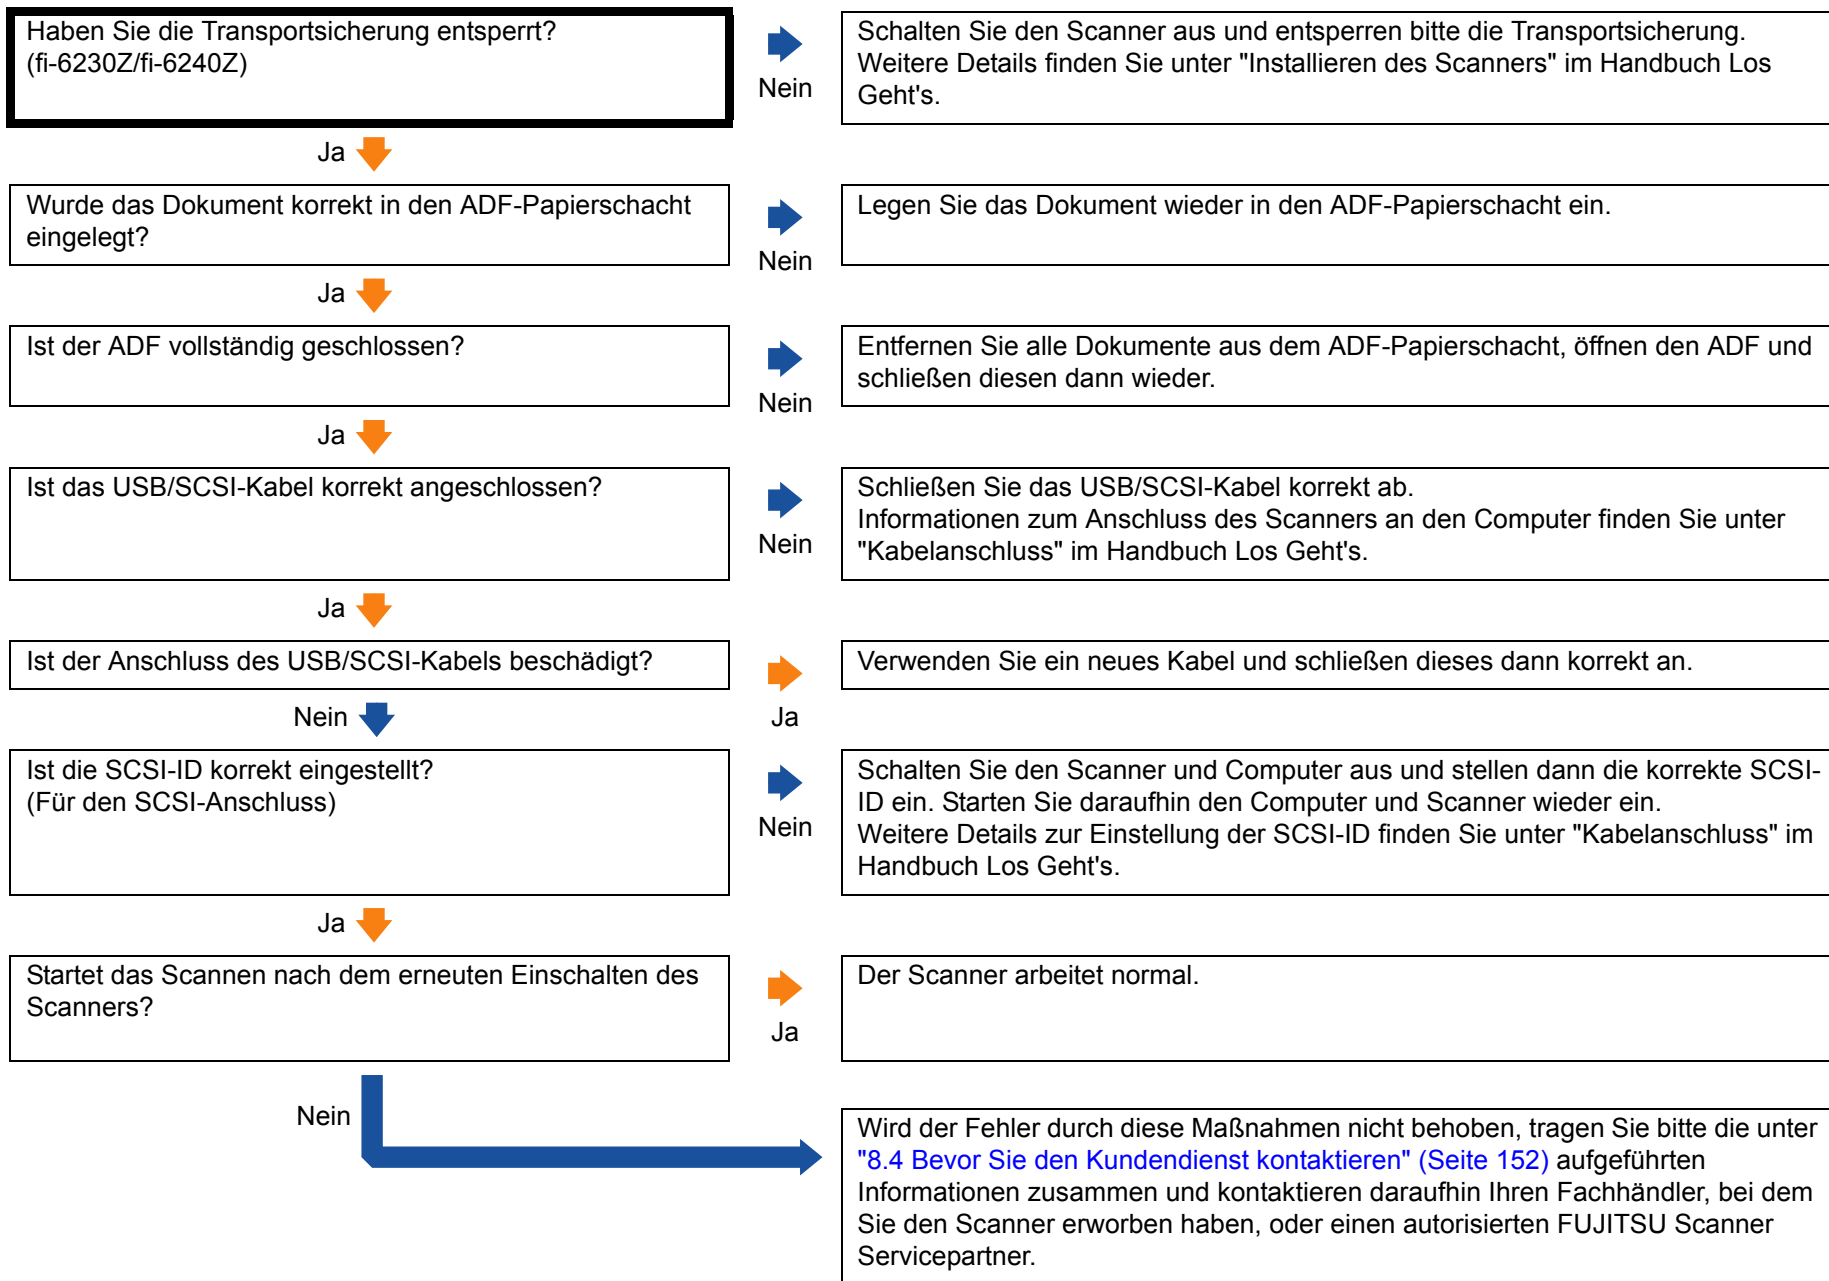 Haben Sie die Transportsicherung entsperrt?
(fi-6230Z/fi-6240Z)
Nein
Schalten Sie den Scanner aus und entsperren bitte die Transportsicherung.
Weitere Details finden Sie unter "Installieren des Scanners" im Handbuch Los
Geht's.
Ja
Wurde das Dokument korrekt in den ADF-Papierschacht
eingelegt?
Nein
Legen Sie das Dokument wieder in den ADF-Papierschacht ein.
Ja
Ist der ADF vollständig geschlossen?
Nein
Entfernen Sie alle Dokumente aus dem ADF-Papierschacht, öffnen den ADF und
schließen diesen dann wieder.
Ja
Ist das USB/SCSI-Kabel korrekt angeschlossen?
Nein
Schließen Sie das USB/SCSI-Kabel korrekt ab.
Informationen zum Anschluss des Scanners an den Computer finden Sie unter
"Kabelanschluss" im Handbuch Los Geht's.
Ja
Ist der Anschluss des USB/SCSI-Kabels beschädigt?
Ja
Verwenden Sie ein neues Kabel und schließen dieses dann korrekt an.
Nein
Ist die SCSI-ID korrekt eingestellt?
(Für den SCSI-Anschluss)
Nein
Schalten Sie den Scanner und Computer aus und stellen dann die korrekte SCSI-
ID ein. Starten Sie daraufhin den Computer und Scanner wieder ein.
Weitere Details zur Einstellung der SCSI-ID finden Sie unter "Kabelanschluss" im
Handbuch Los Geht's.
Ja
Startet das Scannen nach dem erneuten Einschalten des
Scanners?
Ja
Der Scanner arbeitet normal.
Nein
Wird der Fehler durch diese Maßnahmen nicht behoben, tragen Sie bitte die unter
"8.4 Bevor Sie den Kundendienst kontaktieren" (Seite 152) aufgeführten
Informationen zusammen und kontaktieren daraufhin Ihren Fachhändler, bei dem
Sie den Scanner erworben haben, oder einen autorisierten FUJITSU Scanner
Servicepartner.